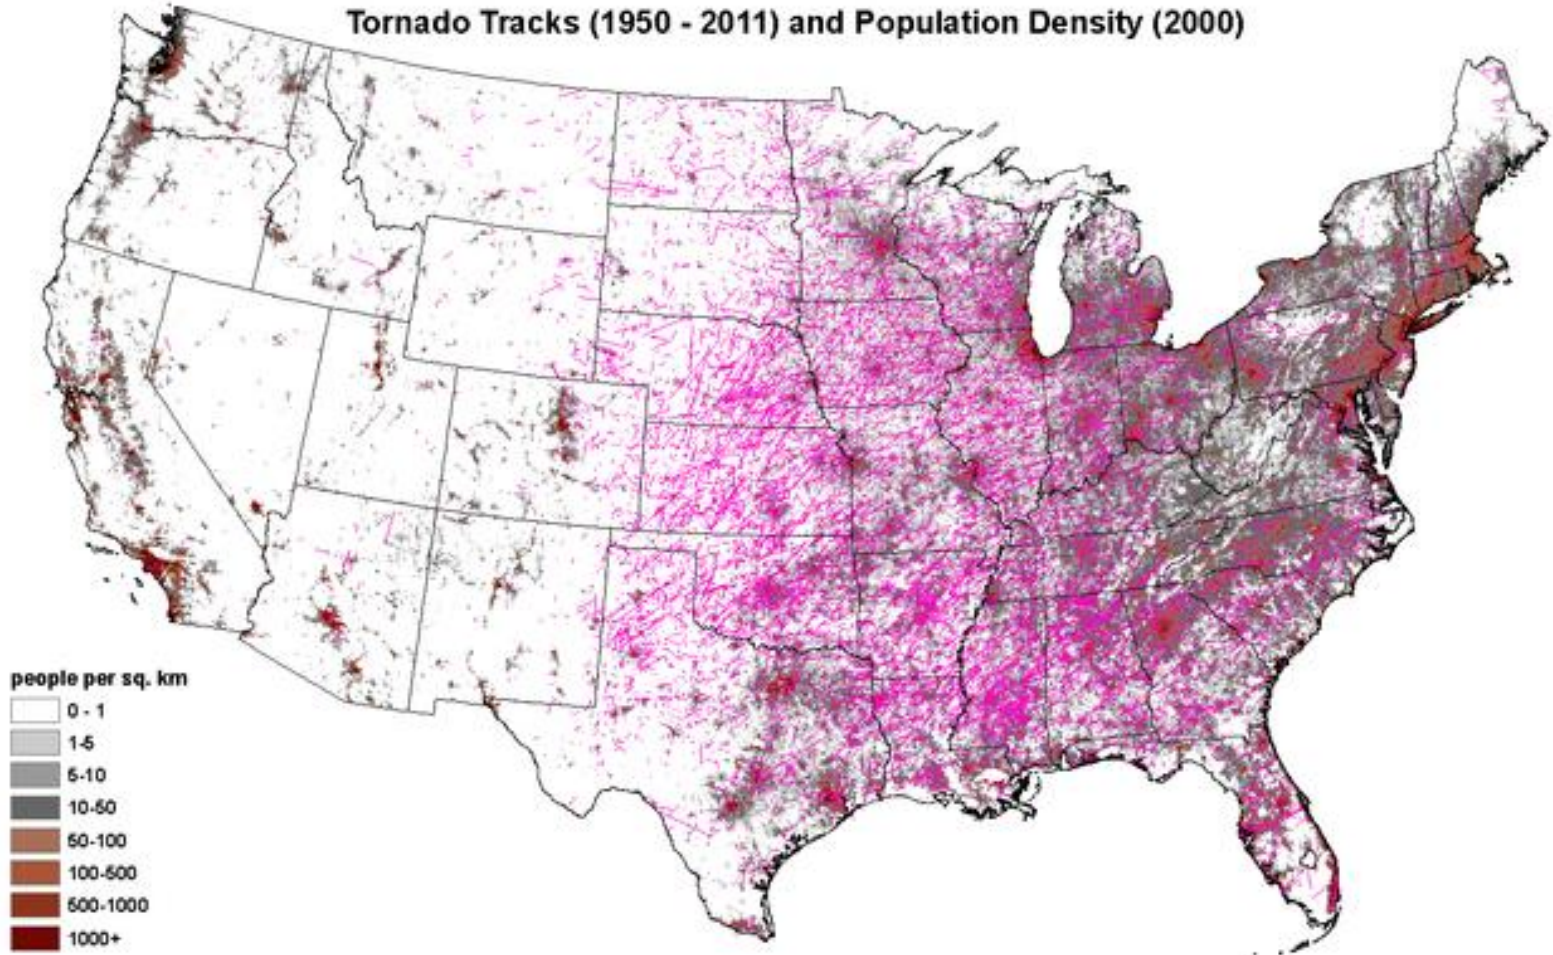 Tornado Tracks (1950 - 2011) and Population Density (2000)
people per sq. km
0 - 1
1-5
5-10
10-50
50-100
100-500
500-1000
1000+